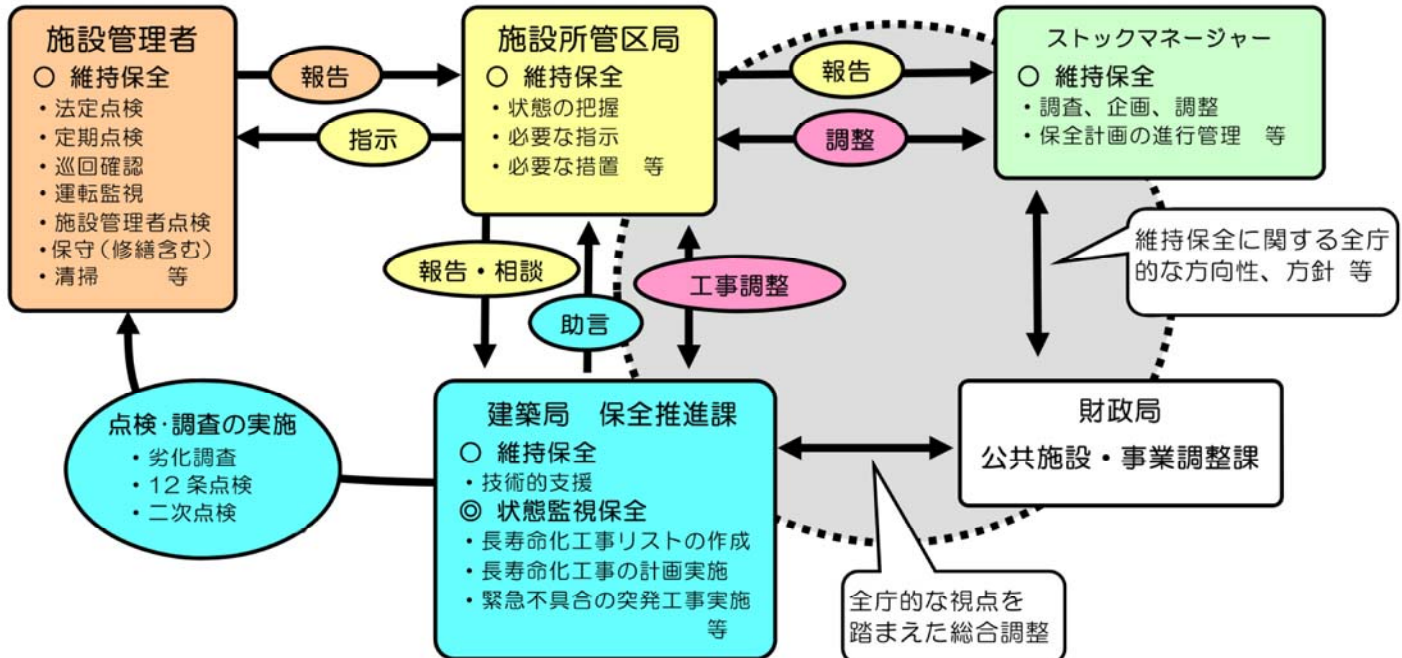 施設管理者
○ 維持保全
・法定点検
・定期点検
・巡回確認
・運転監視
・施設管理者点検
・保守（修繕含む）
・清掃　　　等
報告
指示
施設所管区局
○ 維持保全
・状態の把握
・必要な指示
・必要な措置　等
報告
調整
ストックマネージャー
○ 維持保全
・調査、企画、調整
・保全計画の進行管理　等
維持保全に関する全庁
的な方向性、方針 等
報告・相談
助言
工事調整
点検・調査の実施
・劣化調査
・12 条点検
・二次点検
建築局　保全推進課
○ 維持保全
・技術的支援
◎ 状態監視保全
・長寿命化工事リストの作成
・長寿命化工事の計画実施
・緊急不具合の突発工事実施
等
財政局
公共施設・事業調整課
全庁的な視点を
踏まえた総合調整